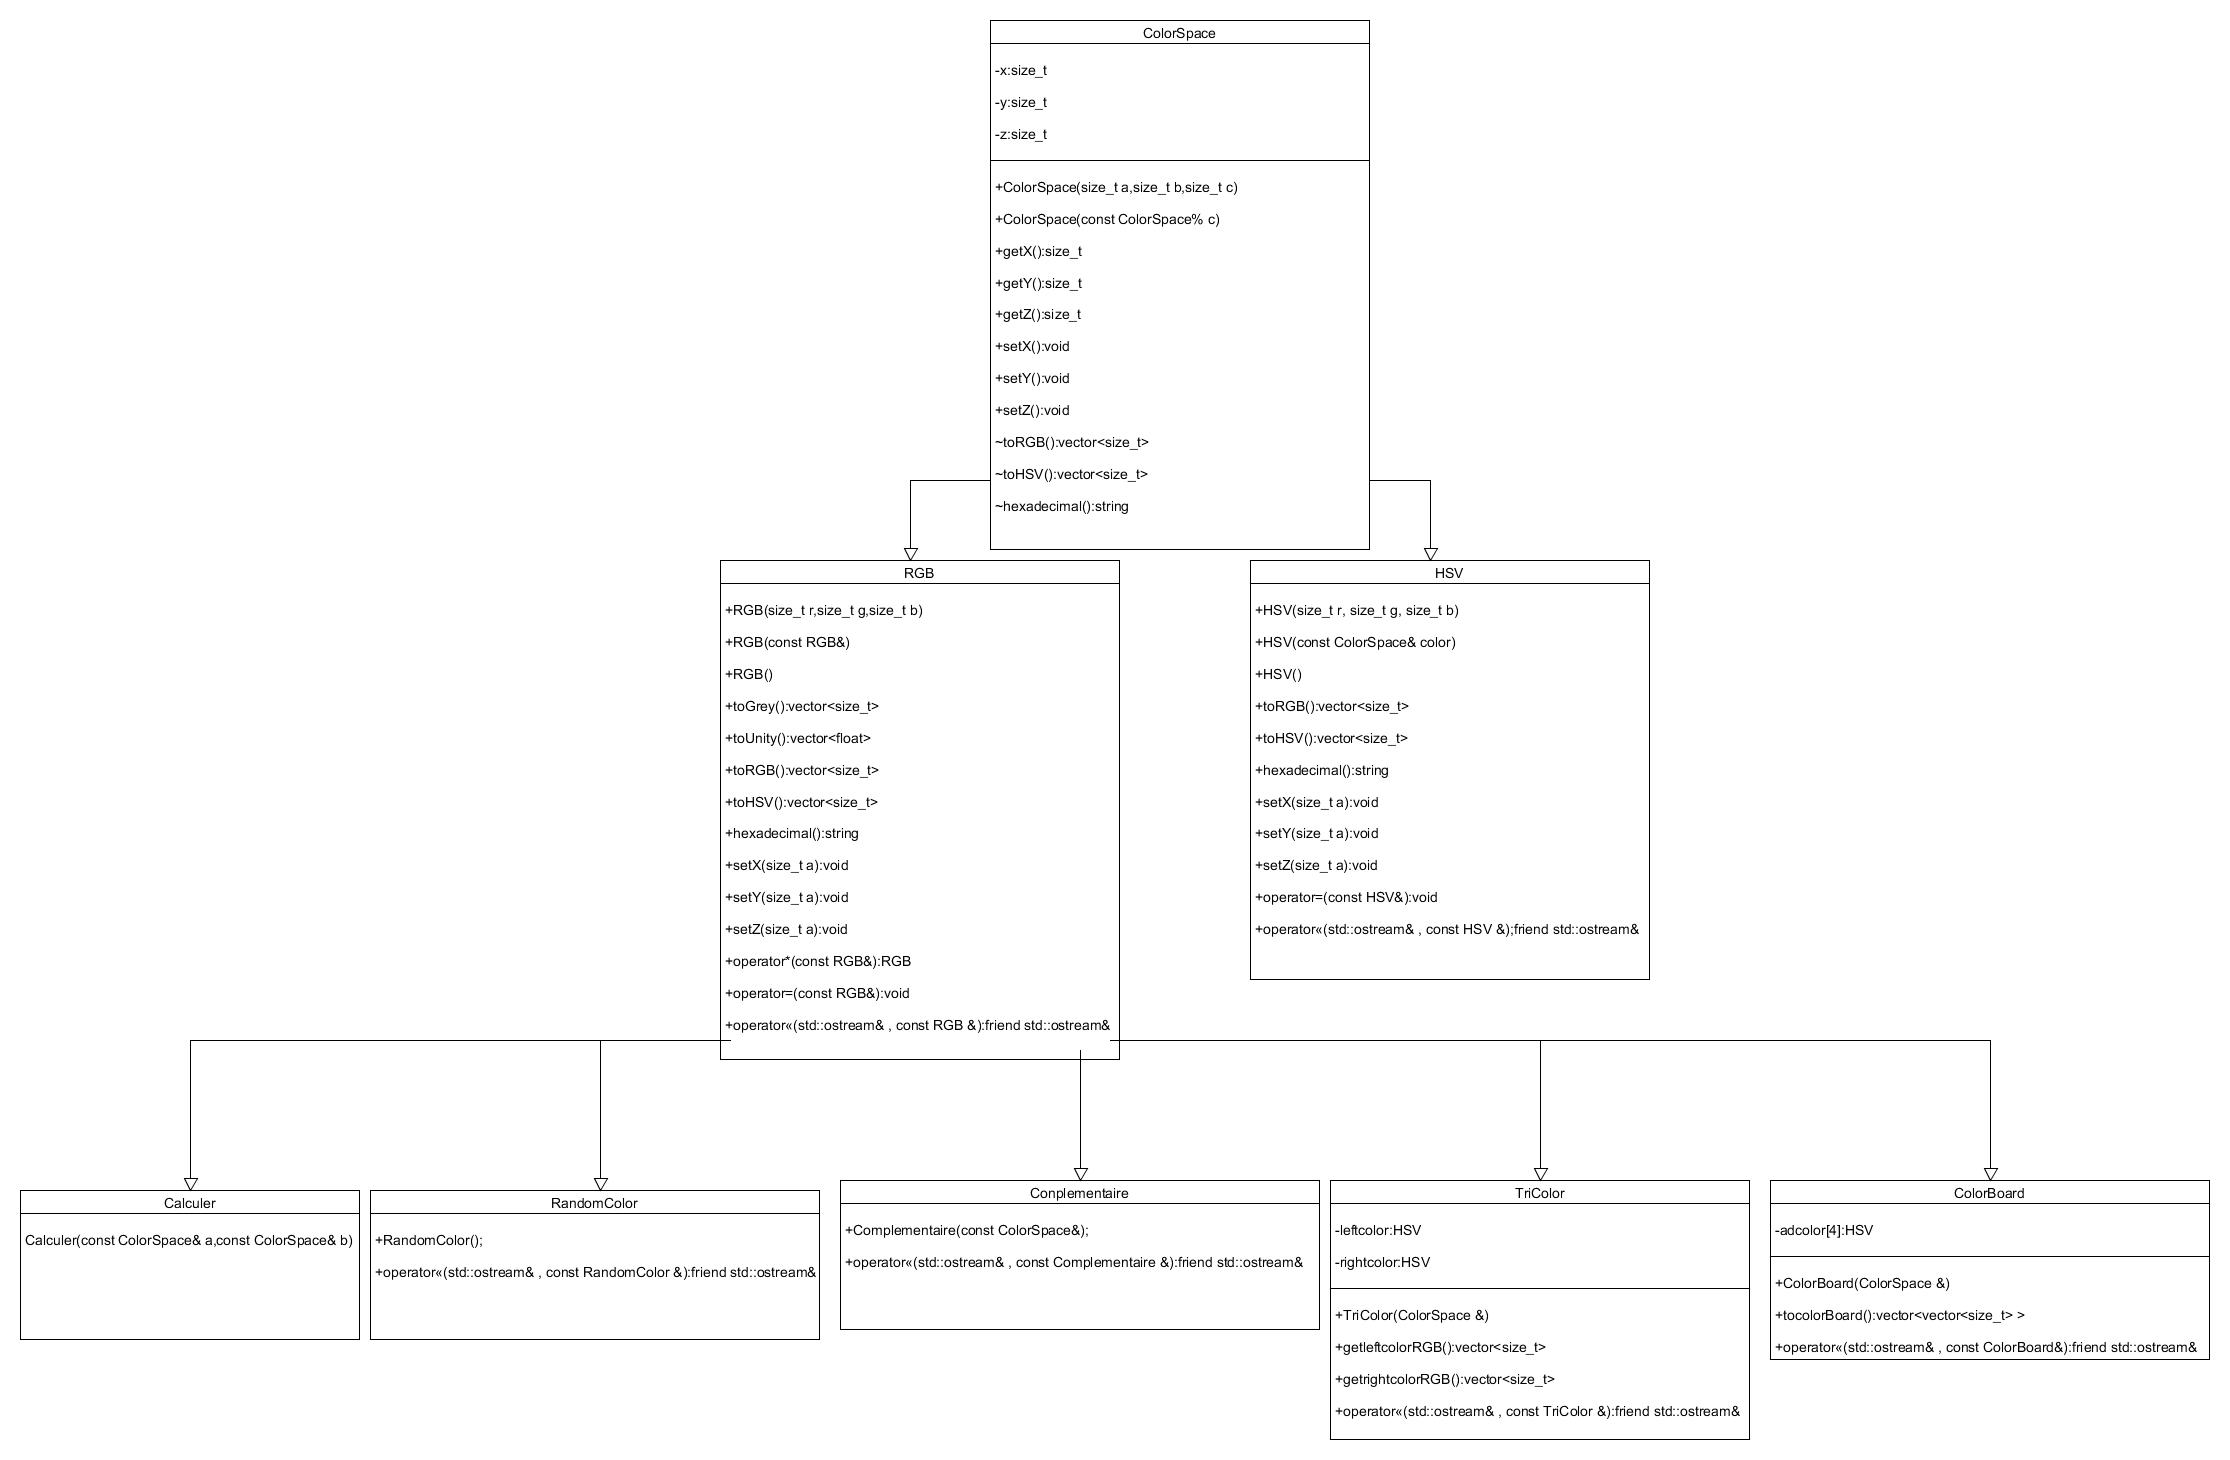 ColorSpace
-x:size_t
-y:size_t
-z:size_t
+ColorSpace(size_t a,size_t b,size_t c)
+ColorSpace(const ColorSpace% c)
+getX():size_t
+getY():size_t
+getZ():size_t
+setX():void
+setY():void
+setZ():void
~toRGB():vector<size_t>
~toHSV():vector<size_t>
~hexadecimal():string
RGB
+RGB(size_t r,size_t g,size_t b)
+RGB(const RGB&)
+RGB()
+toGrey():vector<size_t>
+toUnity():vector<float>
+toRGB():vector<size_t>
+toHSV():vector<size_t>
+hexadecimal():string
+setX(size_t a):void
+setY(size_t a):void
+setZ(size_t a):void
+operator*(const RGB&):RGB
+operator=(const RGB&):void
+operator«(std::ostream& , const RGB &):friend std::ostream&
HSV
+HSV(size_t r, size_t g, size_t b)
+HSV(const ColorSpace& color)
+HSV()
+toRGB():vector<size_t>
+toHSV():vector<size_t>
+hexadecimal():string
+setX(size_t a):void
+setY(size_t a):void
+setZ(size_t a):void
+operator=(const HSV&):void
+operator«(std::ostream& , const HSV &);friend std::ostream&
Calculer
Calculer(const ColorSpace& a,const ColorSpace& b)
RandomColor
+RandomColor();
+operator«(std::ostream& , const RandomColor &):friend std::ostream&
Conplementaire
+Complementaire(const ColorSpace&);
+operator«(std::ostream& , const Complementaire &):friend std::ostream&
TriColor
-leftcolor:HSV
-rightcolor:HSV
+TriColor(ColorSpace &)
+getleftcolorRGB():vector<size_t>
+getrightcolorRGB():vector<size_t>
+operator«(std::ostream& , const TriColor &):friend std::ostream&
ColorBoard
-adcolor[4]:HSV
+ColorBoard(ColorSpace &)
+tocolorBoard():vector<vector<size_t> >
+operator«(std::ostream& , const ColorBoard&):friend std::ostream&